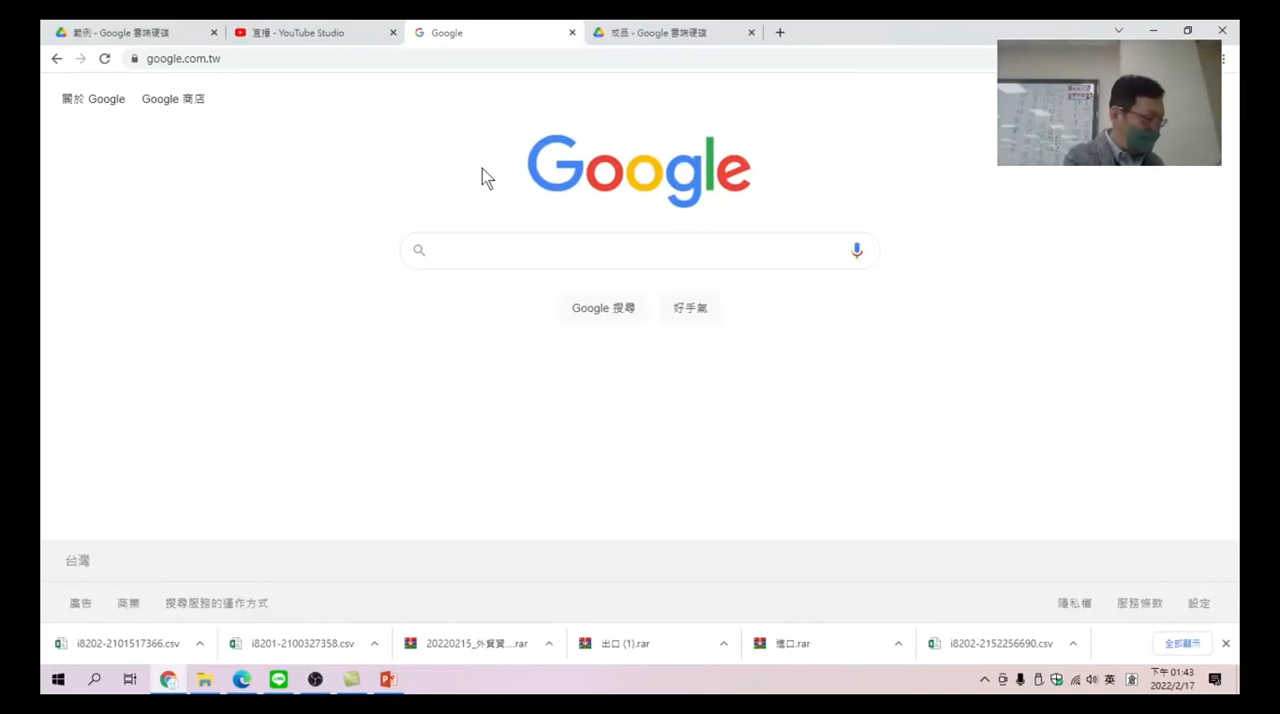 範例 - Google 雲端硬碟
直播 - YouTube Studio
Google
成品 - Google 雲端硬碟
google.com.tw
關於 Google Google 商店
Google
Google 搜尋 好手氣
台灣
廣告 商業 搜尋服務的運作方式 隱私權 服務條款 設定
i8202-2101517366.csv i8201-2100327358.csv 20220215_外貿資....rar 出口 (1).rar 進口.rar i8202-2152256690.csv 全部顯示
英 下午 01:43
2022/2/17